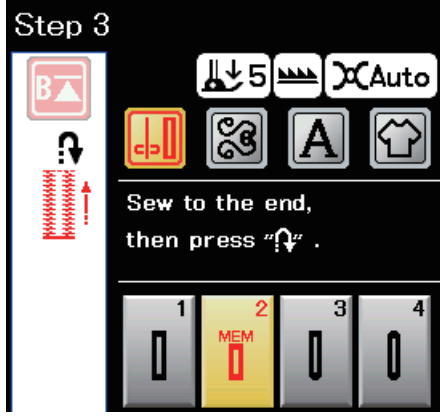 Step 3
B
5
Auto
A
Sew to the end,
then press "↷" .
1
2
3
4
MEM